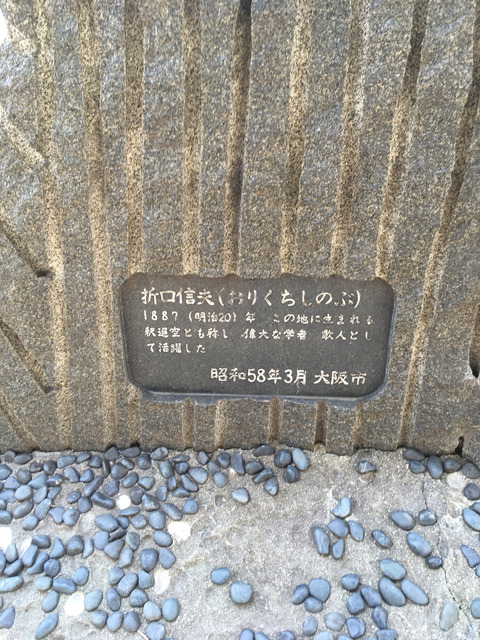 折口信夫(おりくちしのぶ)
1887(明治20)年 この地に生まれる
釈迢空とも称し 偉大な学者 歌人とし
て活躍した
昭和58年3月 大阪市